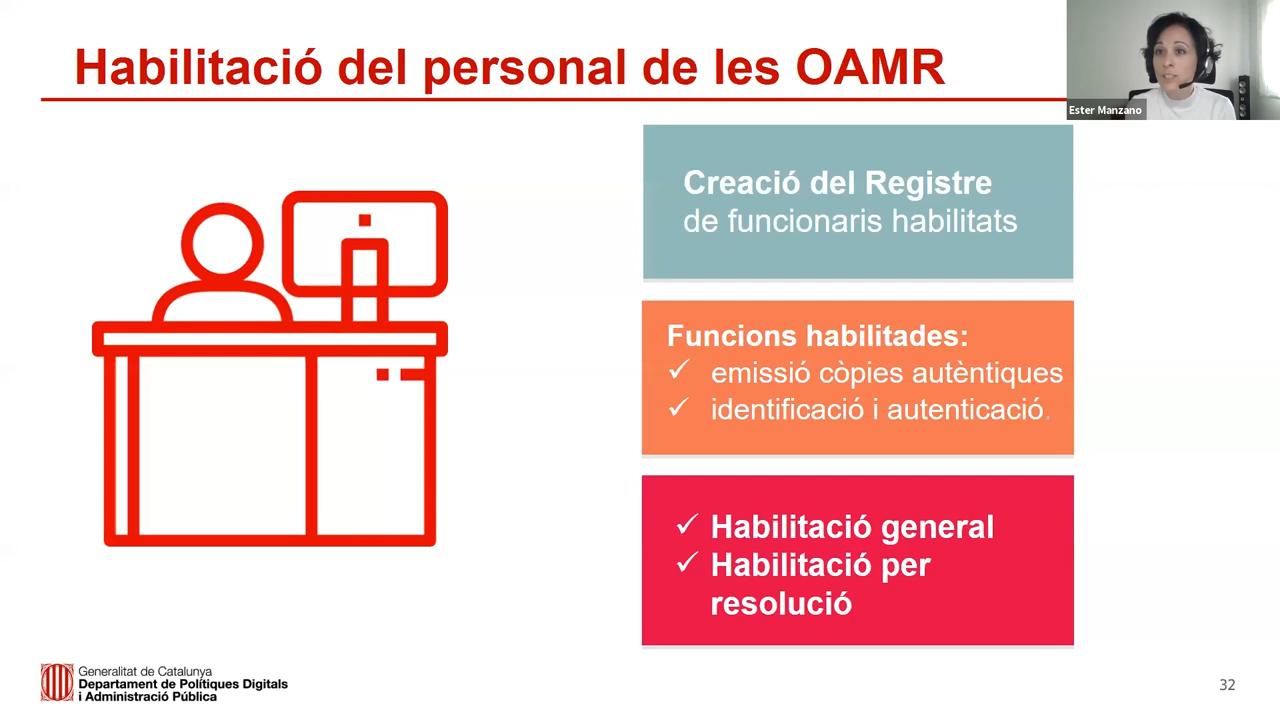 Habilitació del personal de les OAMR
Ester Manzano
Creació del Registre
de funcionaris habilitats
Funcions habilitades:
✓ emissió còpies autèntiques
✓ identificació i autenticació.
✓ Habilitació general
✓ Habilitació per
resolució
Generalitat de Catalunya
Departament de Polítiques Digitals
i Administració Pública
32